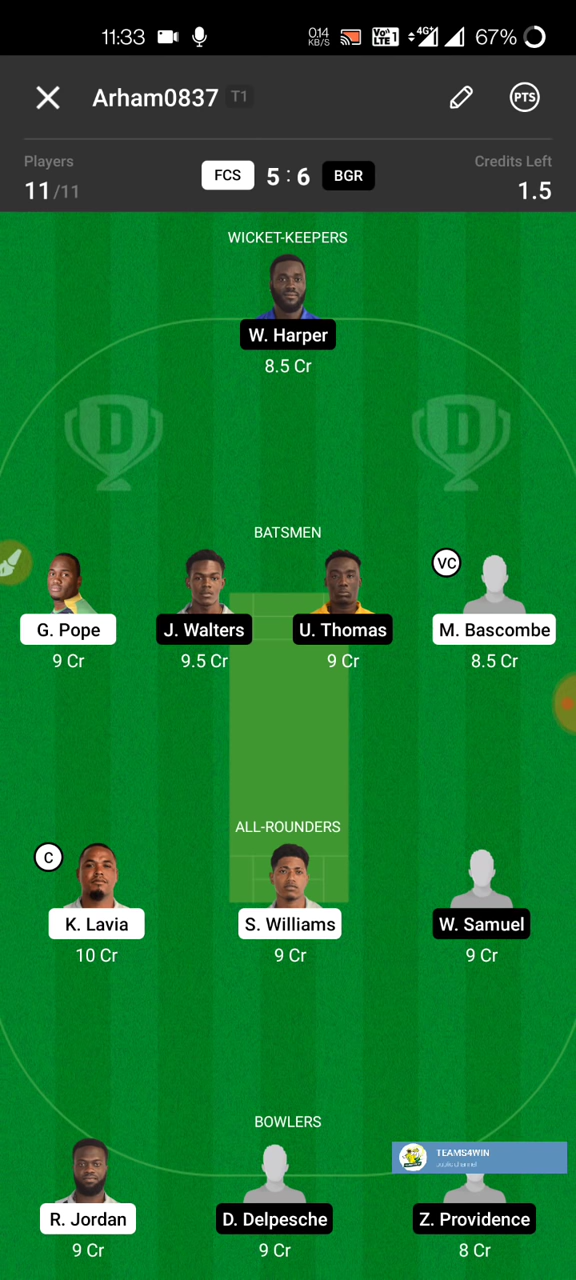 11:33
0.14 KB/S
Vo)) LTE 1
4G+
67%
Arham0837 T1
PTS
Players
Credits Left
11/11
FCS 5 : 6 BGR
1.5
WICKET-KEEPERS
W. Harper
8.5 Cr
D D
BATSMEN
VC
G. Pope J. Walters U. Thomas M. Bascombe
9 Cr 9.5 Cr 9 Cr 8.5 Cr
ALL-ROUNDERS
C
K. Lavia S. Williams W. Samuel
10 Cr 9 Cr 9 Cr
BOWLERS
TEAMS4WIN
R. Jordan D. Delpesche Z. Providence
9 Cr 9 Cr 8 Cr